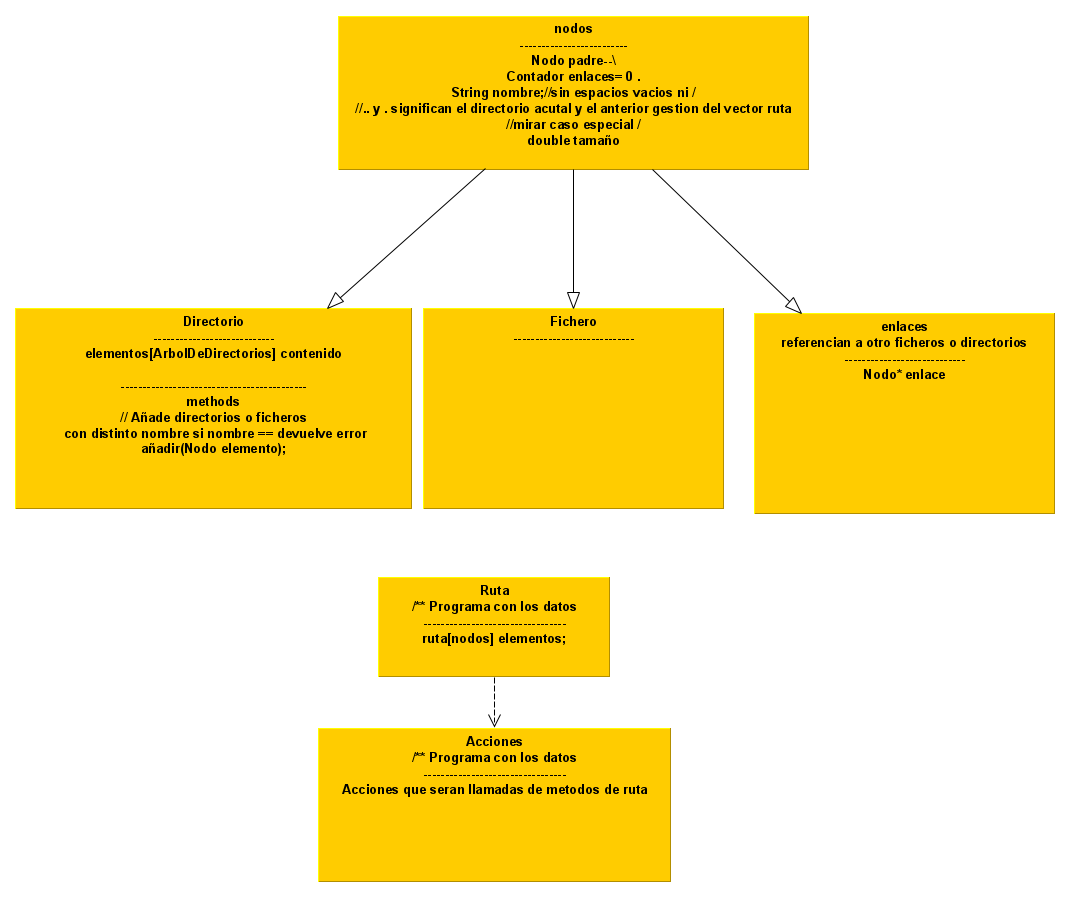 nodos
-------------------------
Nodo padre--\
Contador enlaces= 0 .
String nombre;//sin espacios vacios ni /
//.. y . significan el directorio acutal y el anterior gestion del vector ruta
//mirar caso especial /
double tamaño
Directorio
----------------------------
elementos[ArbolDeDirectorios] contenido
-------------------------------------------
methods
// Añade directorios o ficheros
con distinto nombre si nombre == devuelve error
añadir(Nodo elemento);
Fichero
----------------------------
enlaces
referencian a otro ficheros o directorios
----------------------------
Nodo* enlace
Ruta
/** Programa con los datos
---------------------------------
ruta[nodos] elementos;
Acciones
/** Programa con los datos
---------------------------------
Acciones que seran llamadas de metodos de ruta